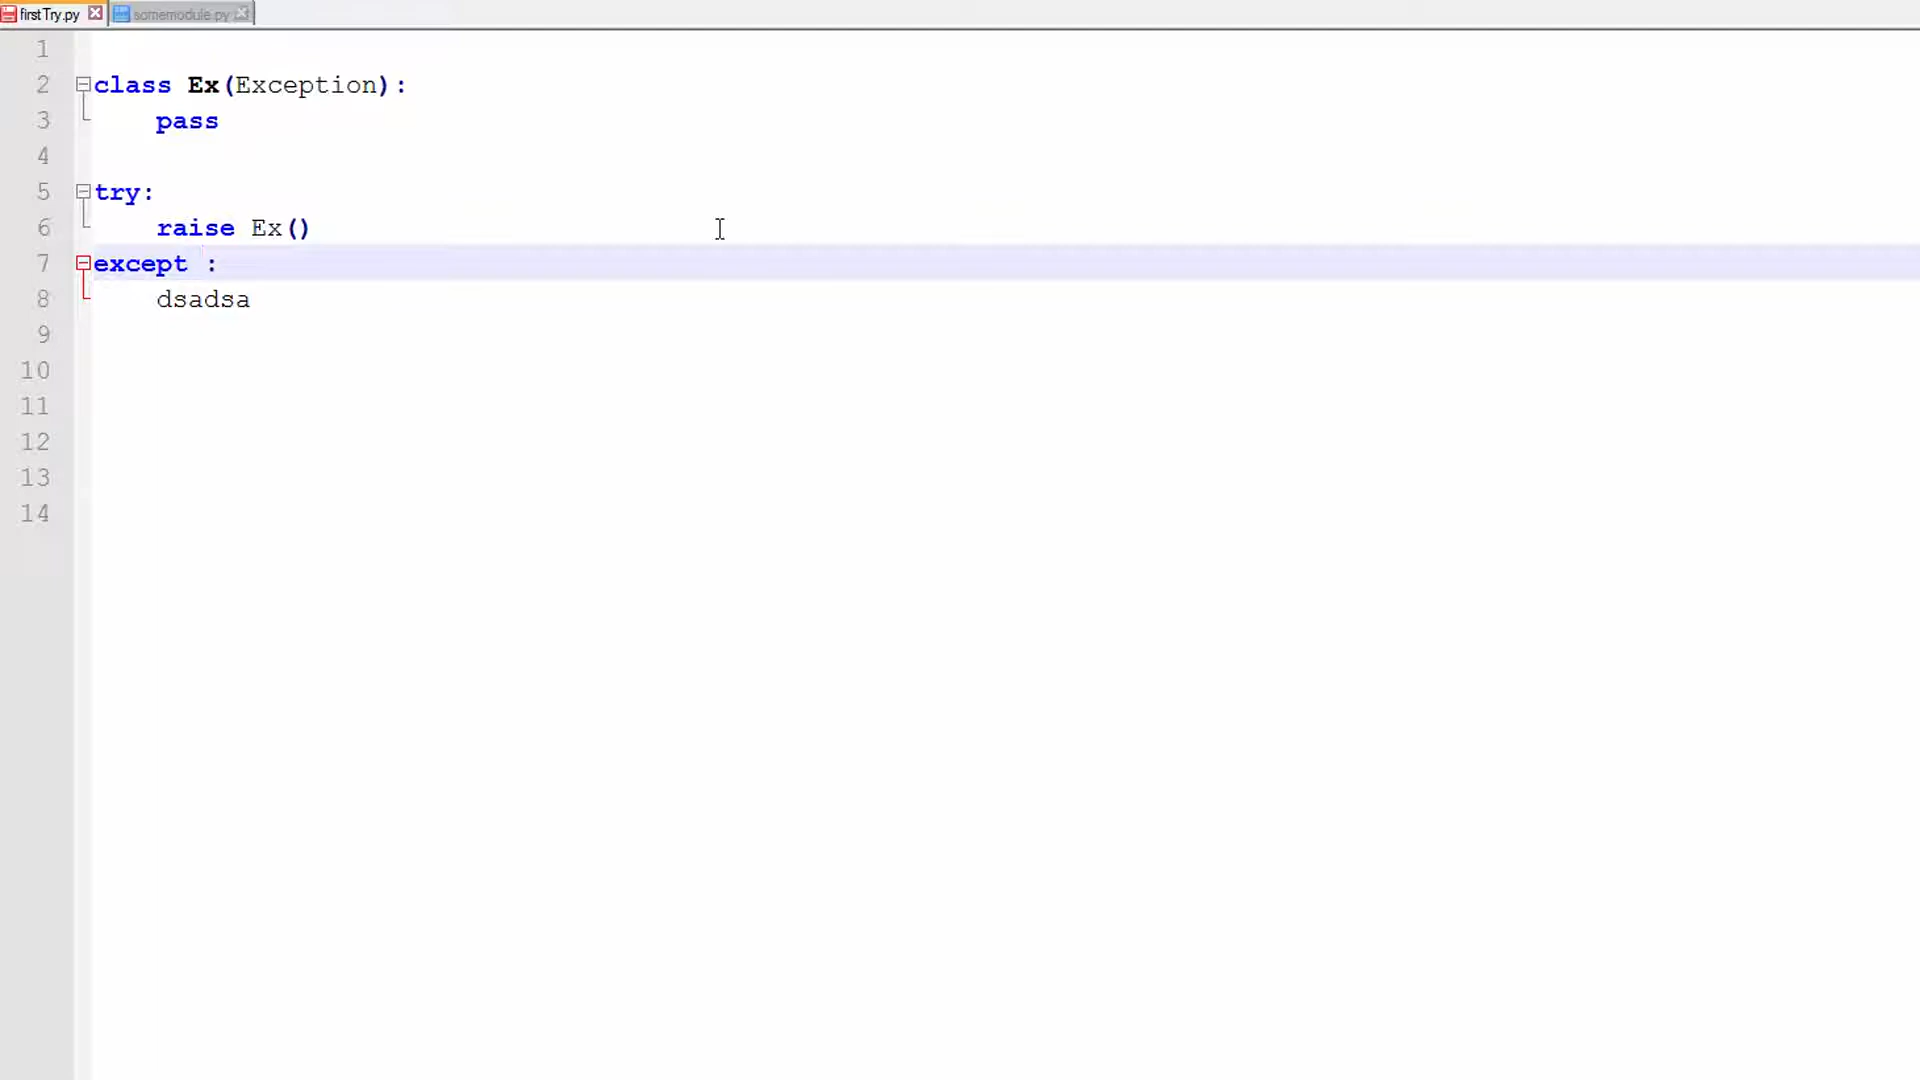 firstTry.py somemodule.py
1
2 class Ex(Exception):
3 pass
4
5 try:
6 raise Ex()
7 except :
8 dsadsa
9
10
11
12
13
14